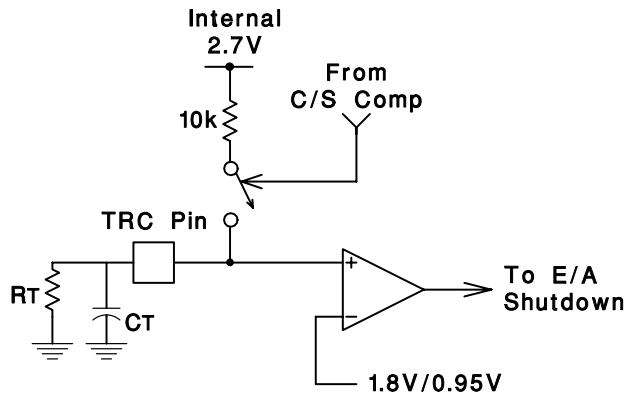 Internal
2.7V
From
C/S Comp
10k
TRC Pin
+
RT
CT
−
To E/A
Shutdown
1.8V/0.95V